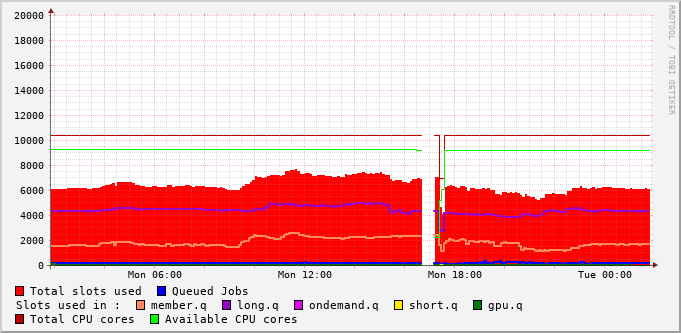 RRDTOOL / TOBI OETIKER
20000
18000
16000
14000
12000
10000
8000
6000
4000
2000
0
Mon 06:00 Mon 12:00 Mon 18:00 Tue 00:00
Total slots used Queued Jobs
Slots used in : member.q long.q ondemand.q short.q gpu.q
Total CPU cores Available CPU cores